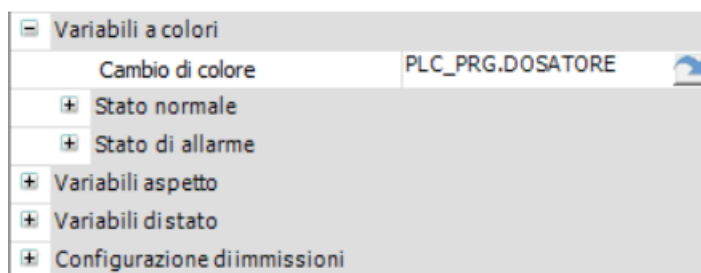 Variabili a colori
Cambio di colore PLC_PRG.DOSATORE
Stato normale
Stato di allarme
Variabili aspetto
Variabili di stato
Configurazione di immissioni